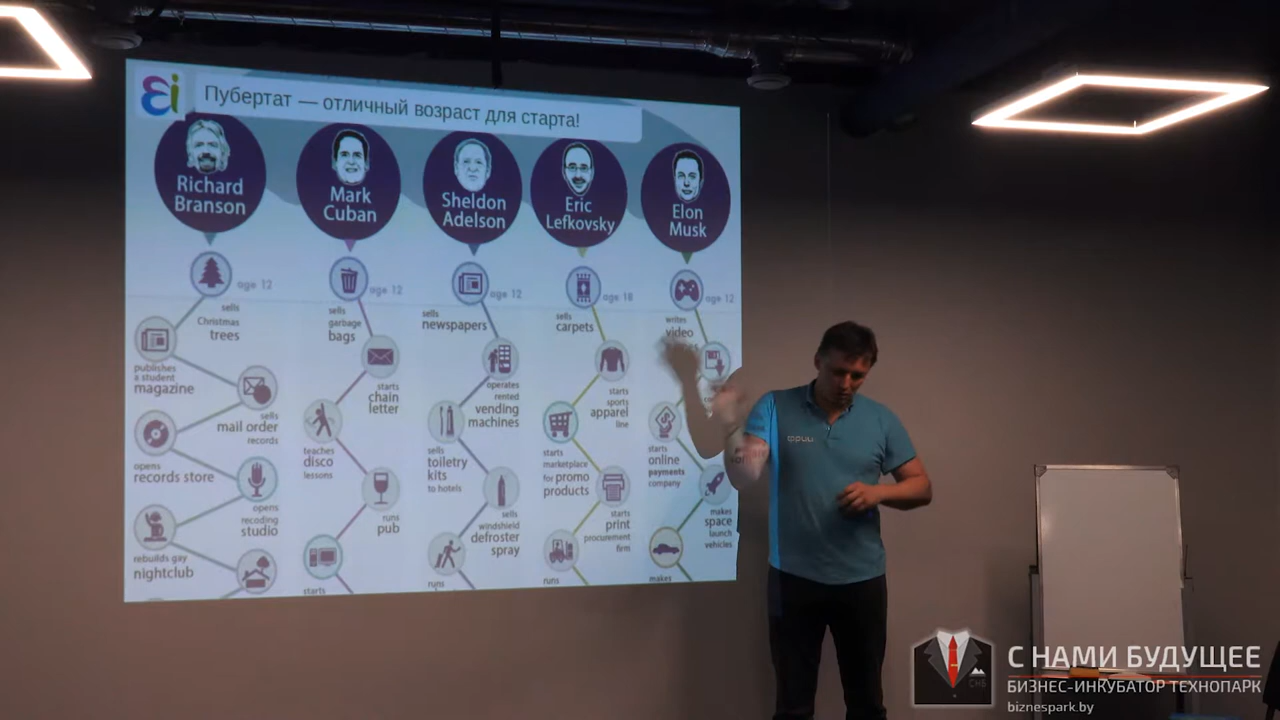 Пубертат — отличный возраст для старта!
Richard
Branson
Mark
Cuban
Sheldon
Adelson
Eric
Lefkovsky
Elon
Musk
age 12
sells
Christmas
trees
publishes
a student
magazine
sells
mail order
records
opens
records store
opens
recoding
studio
rebuilds gay
nightclub
age 12
sells
garbage
bags
starts
chain
letter
teaches
disco
lessons
runs
pub
starts
age 12
sells
newspapers
operates
rented
vending
machines
sells
toiletry
kits
to hotels
sells
windshield
defroster
spray
runs
age 18
sells
carpets
starts
sports
apparel
line
starts
marketplace
for promo
products
starts
print
procurement
firm
runs
age 12
writes
video
starts
online
payments
company
makes
space
launch
vehicles
makes
С НАМИ БУДУЩЕЕ
БИЗНЕС-ИНКУБАТОР ТЕХНОПАРК
biznespark.by
СНБ